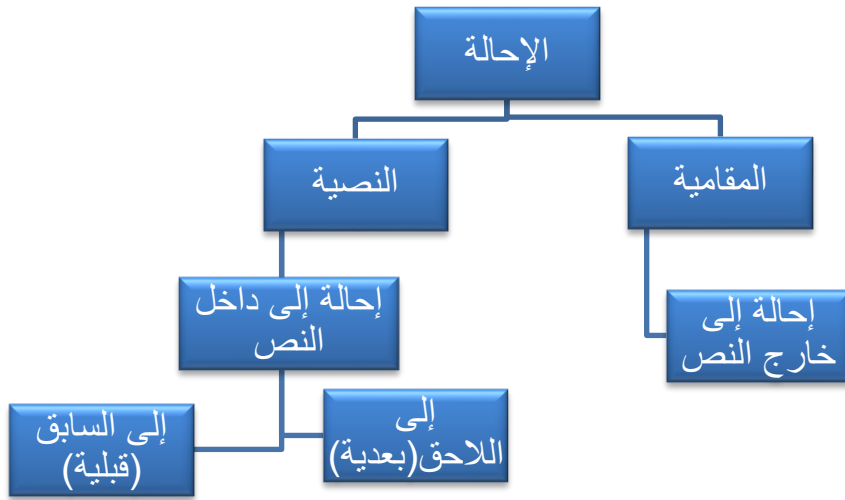 الإحالة
المقامية
النصية
إحالة إلى
خارج النص
إحالة إلى داخل
النص
إلى
اللاحق(بعدية)
إلى السابق
(قبلية)